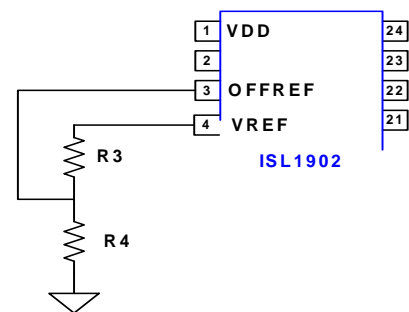 1 VDD 24
2 23
3 OFFREF 22
4 VREF 21
ISL1902
R3
R4